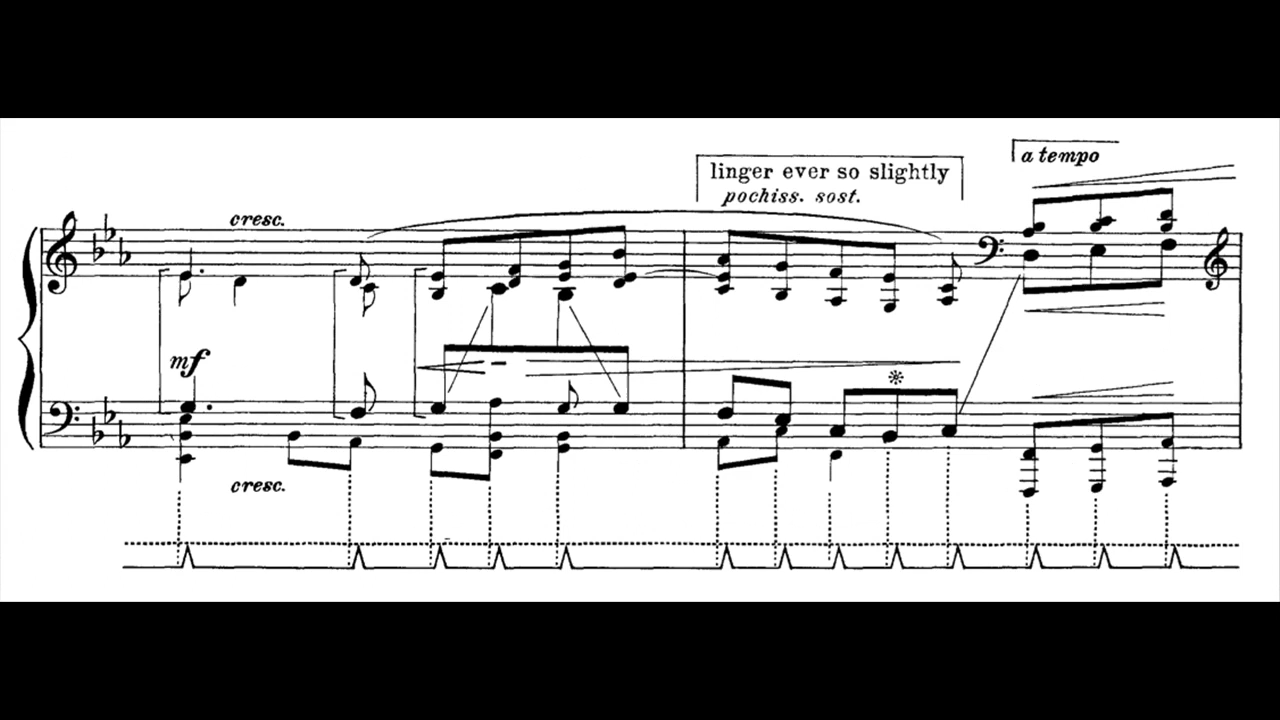 a tempo
linger ever so slightly
pochiss. sost.
cresc.
mf
cresc.